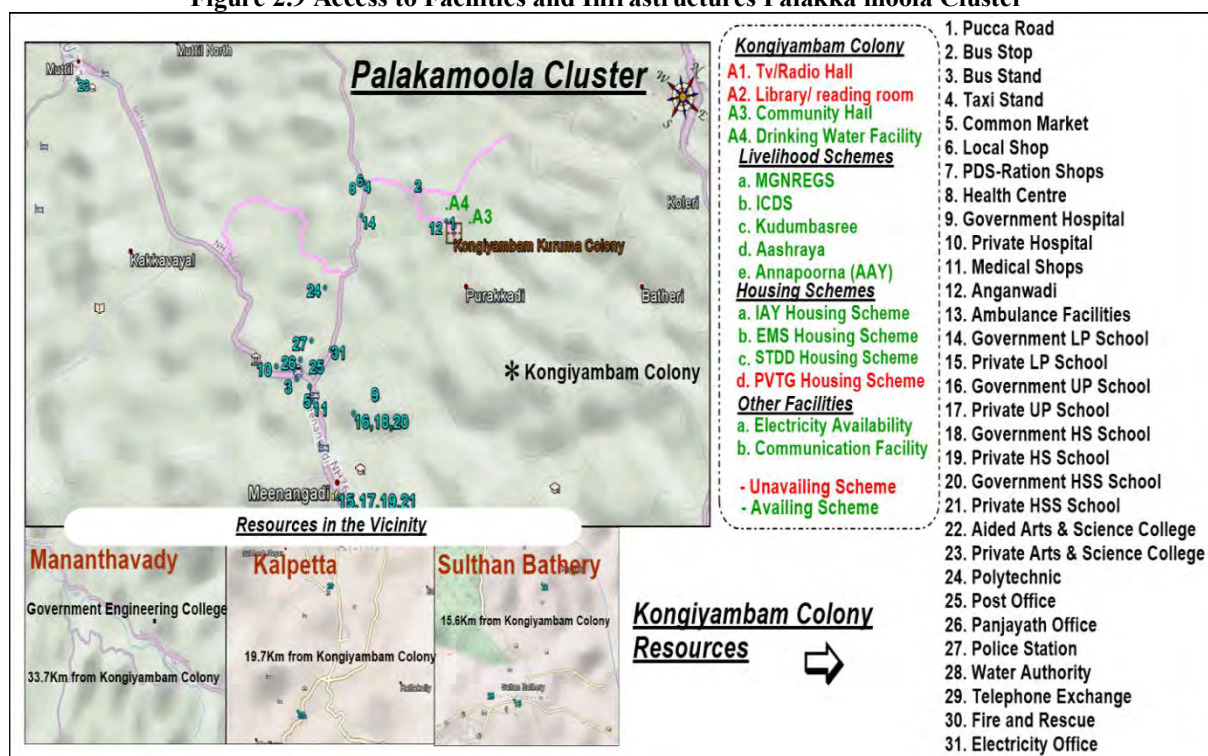 Figure 2.9 Access to Facilities and Infrastructures Palakka moola Cluster
Palakamoola Cluster
Muttil North
Muttil
23
Kakkavayal
8
6
4
2
14
12
1
.A4
.A3
Kongiyambam Kuruma Colony
Koleri
Purakkadi
Batheri
24
27
31
26
10
25
3
5
11
9
16,18,20
Meenangadi
15,17,19,21
* Kongiyambam Colony
Kongiyambam Colony
A1. Tv/Radio Hall
A2. Library/ reading room
A3. Community Hall
A4. Drinking Water Facility
Livelihood Schemes
a. MGNREGS
b. ICDS
c. Kudumbasree
d. Aashraya
e. Annapoorna (AAY)
Housing Schemes
a. IAY Housing Scheme
b. EMS Housing Scheme
c. STDD Housing Scheme
d. PVTG Housing Scheme
Other Facilities
a. Electricity Availability
b. Communication Facility
- Unavailing Scheme
- Availing Scheme
1. Pucca Road
2. Bus Stop
3. Bus Stand
4. Taxi Stand
5. Common Market
6. Local Shop
7. PDS-Ration Shops
8. Health Centre
9. Government Hospital
10. Private Hospital
11. Medical Shops
12. Anganwadi
13. Ambulance Facilities
14. Government LP School
15. Private LP School
16. Government UP School
17. Private UP School
18. Government HS School
19. Private HS School
20. Government HSS School
21. Private HSS School
22. Aided Arts & Science College
23. Private Arts & Science College
24. Polytechnic
25. Post Office
26. Panjayath Office
27. Police Station
28. Water Authority
29. Telephone Exchange
30. Fire and Rescue
31. Electricity Office
Resources in the Vicinity
Mananthavady
Government Engineering College
33.7Km from Kongiyambam Colony
Kalpetta
19.7Km from Kongiyambam Colony
Sulthan Bathery
15.6Km from Kongiyambam Colony
Sultan Bathery
Kongiyambam Colony
Resources